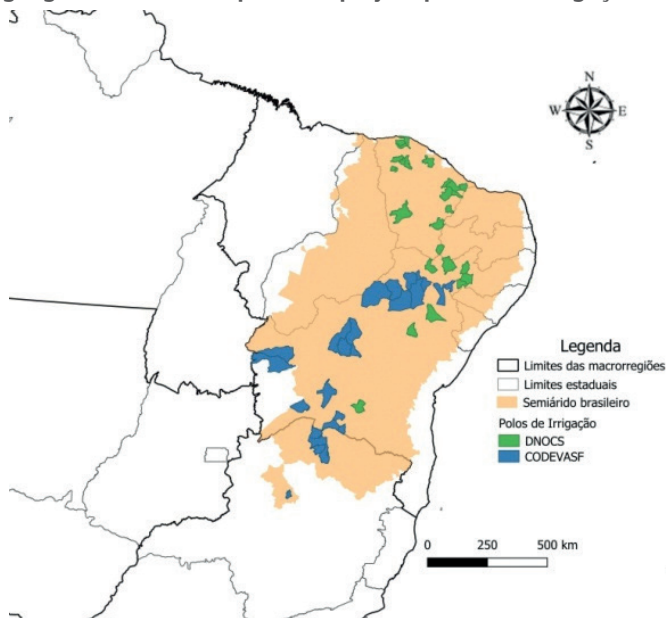 N
W E
S
Legenda
Limites das macrorregiões
Limites estaduais
Semiárido brasileiro
Polos de Irrigação
DNOCS
CODEVASF
0 250 500 km